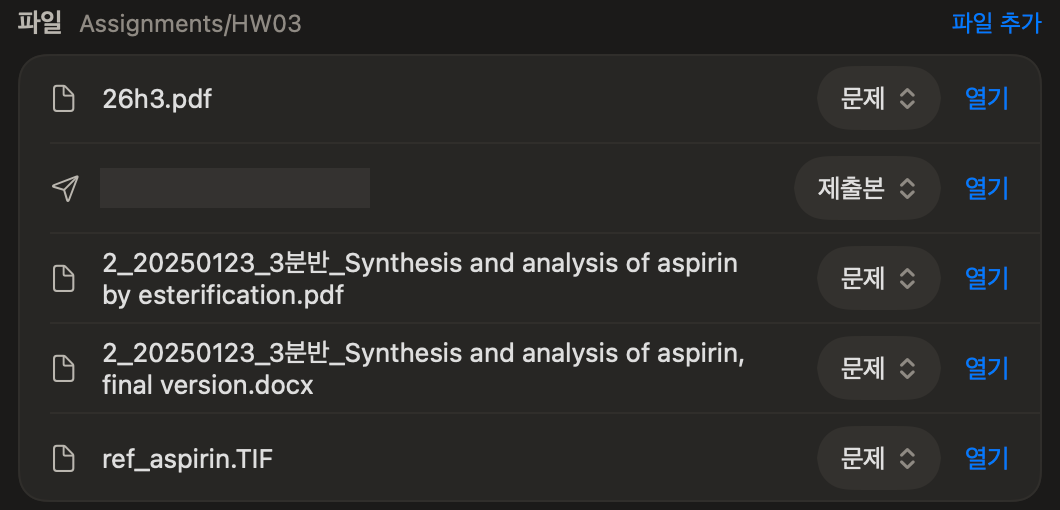 파일 Assignments/HW03 파일 추가
26h3.pdf 문제 열기
제출본 열기
2_20250123_3분반_Synthesis and analysis of aspirin
by esterification.pdf 문제 열기
2_20250123_3분반_Synthesis and analysis of aspirin,
final version.docx 문제 열기
ref_aspirin.TIF 문제 열기